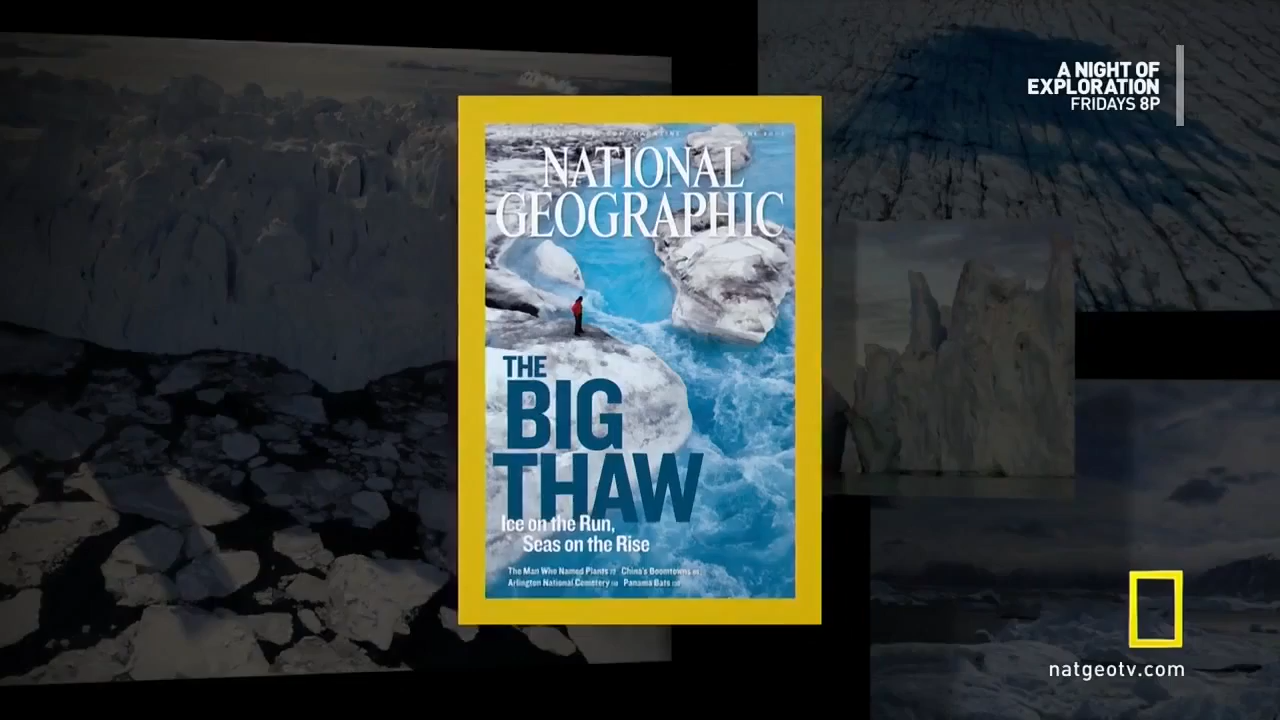 A NIGHT OF
EXPLORATION
FRIDAYS 8P
NATIONAL
GEOGRAPHIC
THE
BIG
THAW
Ice on the Run,
Seas on the Rise
The Man Who Named Plants China's Boomtowns
Arlington National Cemetery Panama Bats
natgeotv.com